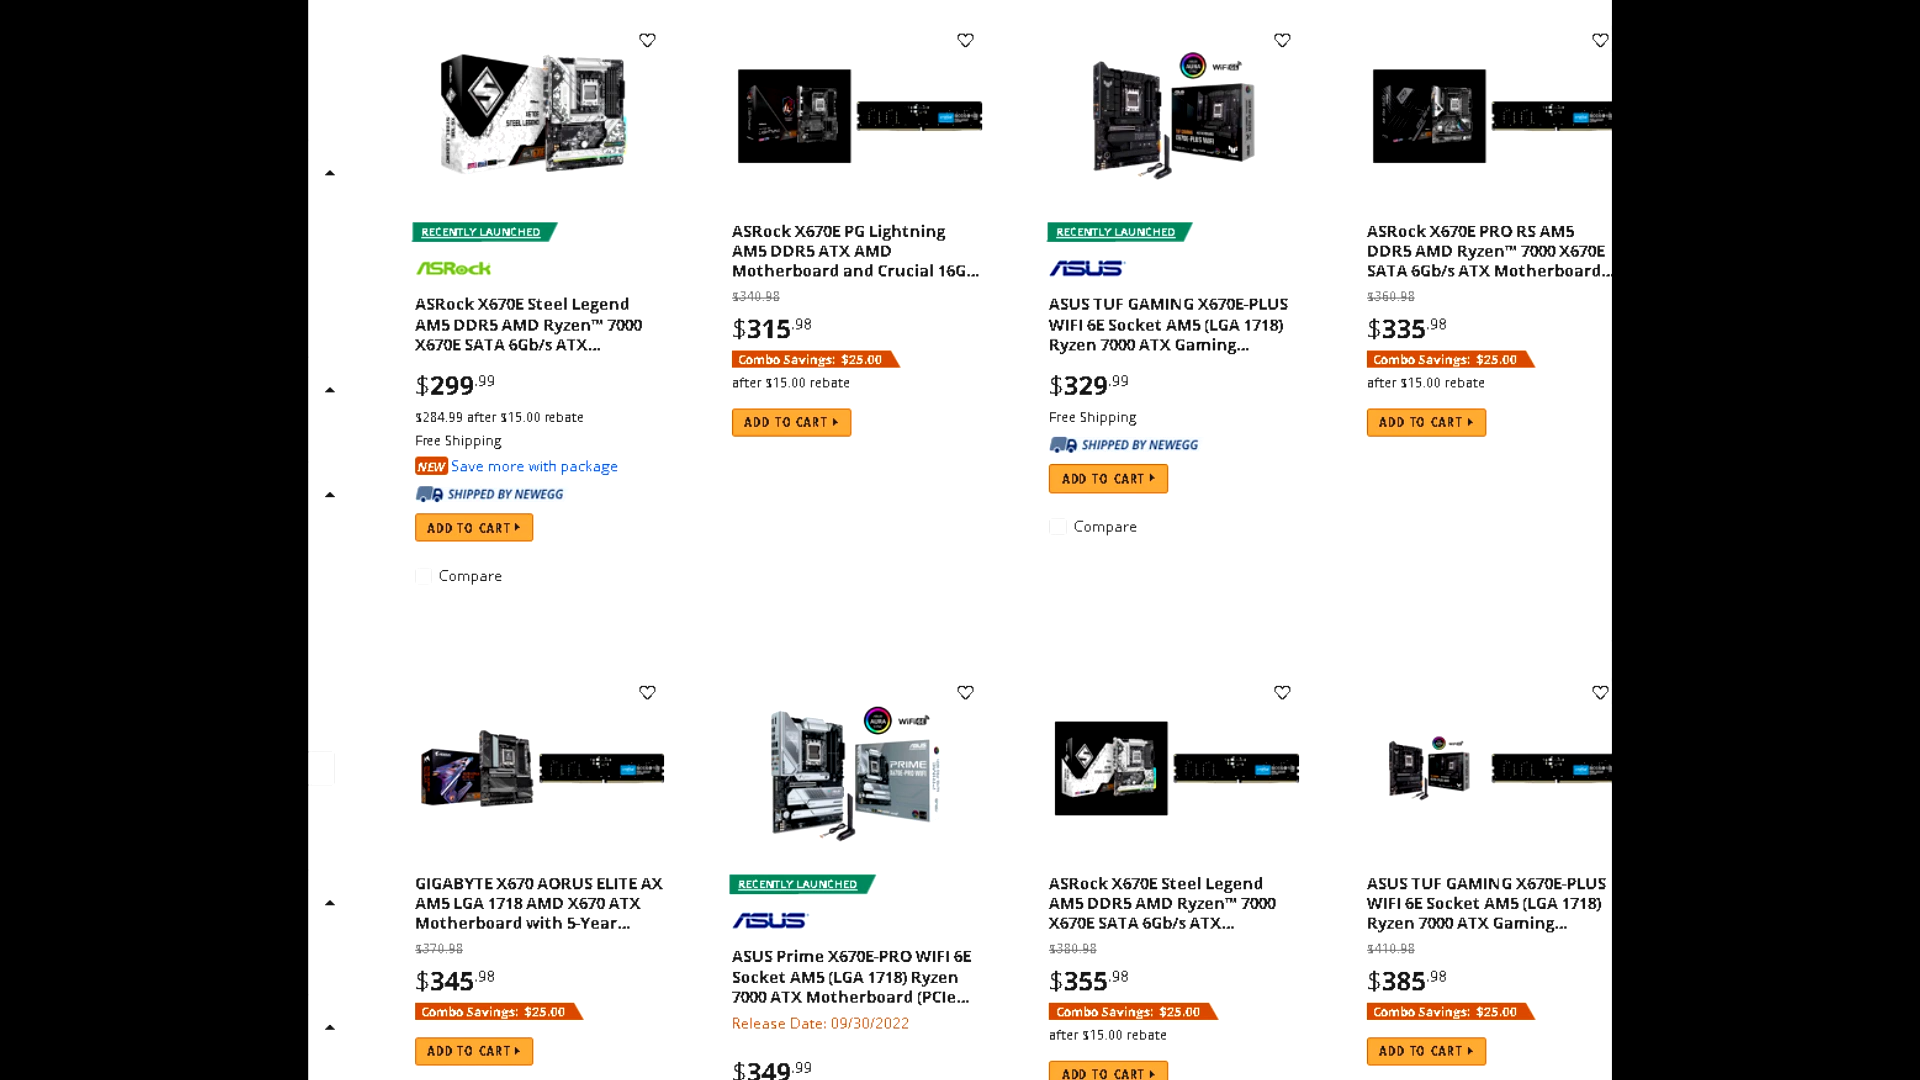 RECENTLY LAUNCHED
ASRock
ASRock X670E Steel Legend
AM5 DDR5 AMD Ryzen™ 7000
X670E SATA 6Gb/s ATX...
$299.99
$284.99 after $15.00 rebate
Free Shipping
NEW Save more with package
SHIPPED BY NEWEGG
ADD TO CART
Compare
ASRock X670E PG Lightning
AM5 DDR5 ATX AMD
Motherboard and Crucial 16G...
$340.98
$315.98
Combo Savings: $25.00
after $15.00 rebate
ADD TO CART
WiFi 6E
RECENTLY LAUNCHED
ASUS
ASUS TUF GAMING X670E-PLUS
WIFI 6E Socket AM5 (LGA 1718)
Ryzen 7000 ATX Gaming...
$329.99
Free Shipping
SHIPPED BY NEWEGG
ADD TO CART
Compare
ASRock X670E PRO RS AM5
DDR5 AMD Ryzen™ 7000 X670E
SATA 6Gb/s ATX Motherboard...
$360.98
$335.98
Combo Savings: $25.00
after $15.00 rebate
ADD TO CART
GIGABYTE X670 AORUS ELITE AX
AM5 LGA 1718 AMD X670 ATX
Motherboard with 5-Year...
$370.98
$345.98
Combo Savings: $25.00
ADD TO CART
AURA
WiFi 6E
PRIME
RECENTLY LAUNCHED
ASUS
ASUS Prime X670E-PRO WIFI 6E
Socket AM5 (LGA 1718) Ryzen
7000 ATX Motherboard (PCIe...
Release Date: 09/30/2022
$349.99
ASRock X670E Steel Legend
AM5 DDR5 AMD Ryzen™ 7000
X670E SATA 6Gb/s ATX...
$380.98
$355.98
Combo Savings: $25.00
after $15.00 rebate
ADD TO CART
ASUS TUF GAMING X670E-PLUS
WIFI 6E Socket AM5 (LGA 1718)
Ryzen 7000 ATX Gaming...
$410.98
$385.98
Combo Savings: $25.00
ADD TO CART